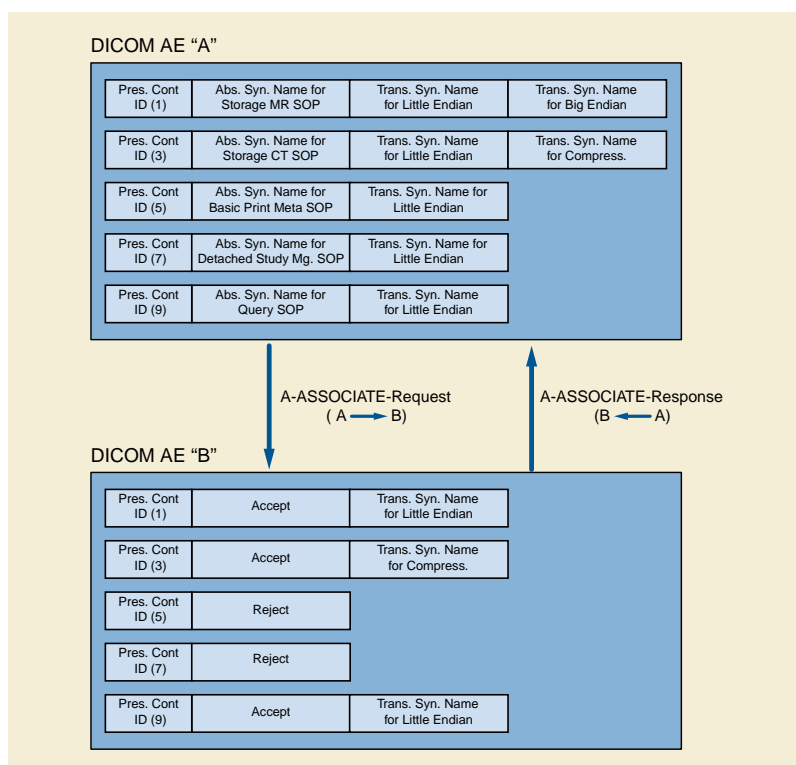 DICOM AE “A”
Pres. Cont
ID (1)
Abs. Syn. Name for
Storage MR SOP
Trans. Syn. Name
for Little Endian
Trans. Syn. Name
for Big Endian
Pres. Cont
ID (3)
Abs. Syn. Name for
Storage CT SOP
Trans. Syn. Name
for Little Endian
Trans. Syn. Name
for Compress.
Pres. Cont
ID (5)
Abs. Syn. Name for
Basic Print Meta SOP
Trans. Syn. Name for
Little Endian
Pres. Cont
ID (7)
Abs. Syn. Name for
Detached Study Mg. SOP
Trans. Syn. Name for
Little Endian
Pres. Cont
ID (9)
Abs. Syn. Name for
Query SOP
Trans. Syn. Name
for Little Endian
A-ASSOCIATE-Request
( A B)
A-ASSOCIATE-Response
(B A)
DICOM AE “B”
Pres. Cont
ID (1)
Accept
Trans. Syn. Name
for Little Endian
Pres. Cont
ID (3)
Accept
Trans. Syn. Name
for Compress.
Pres. Cont
ID (5)
Reject
Pres. Cont
ID (7)
Reject
Pres. Cont
ID (9)
Accept
Trans. Syn. Name
for Little Endian